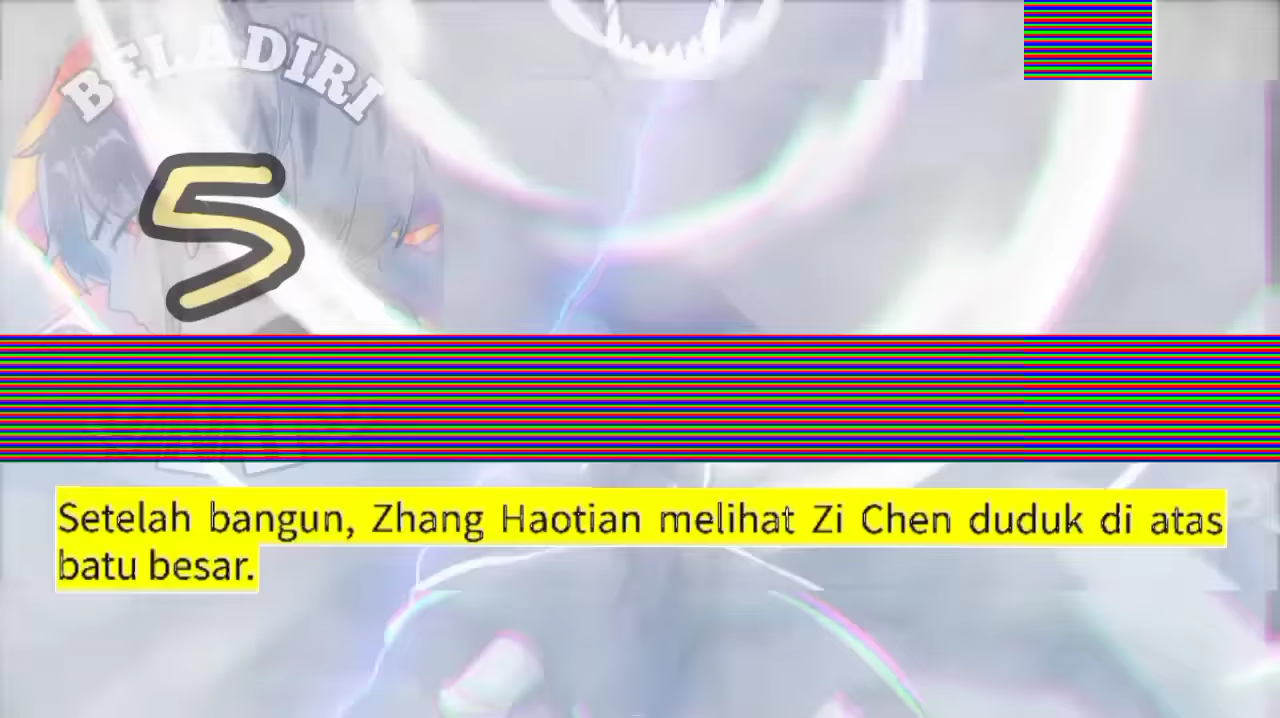 BELADIRI
5
Setelah bangun, Zhang Haotian melihat Zi Chen duduk di atas
batu besar.